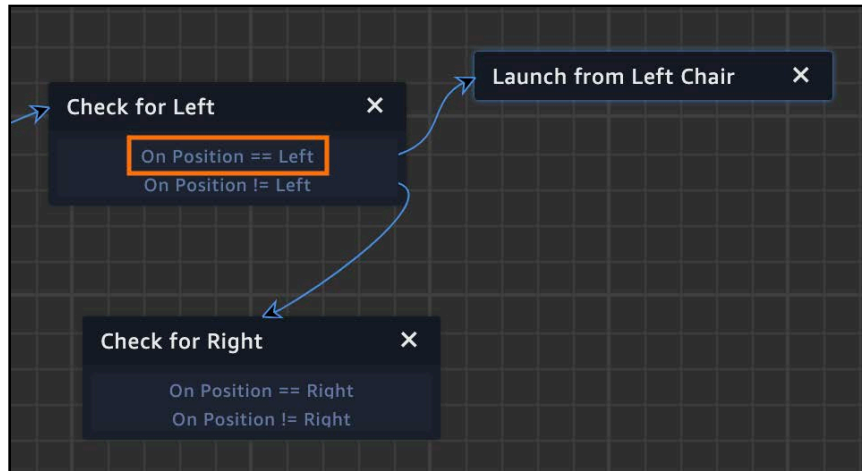 Check for Left ×
On Position == Left
On Position != Left
Launch from Left Chair ×
Check for Right ×
On Position == Right
On Position != Right